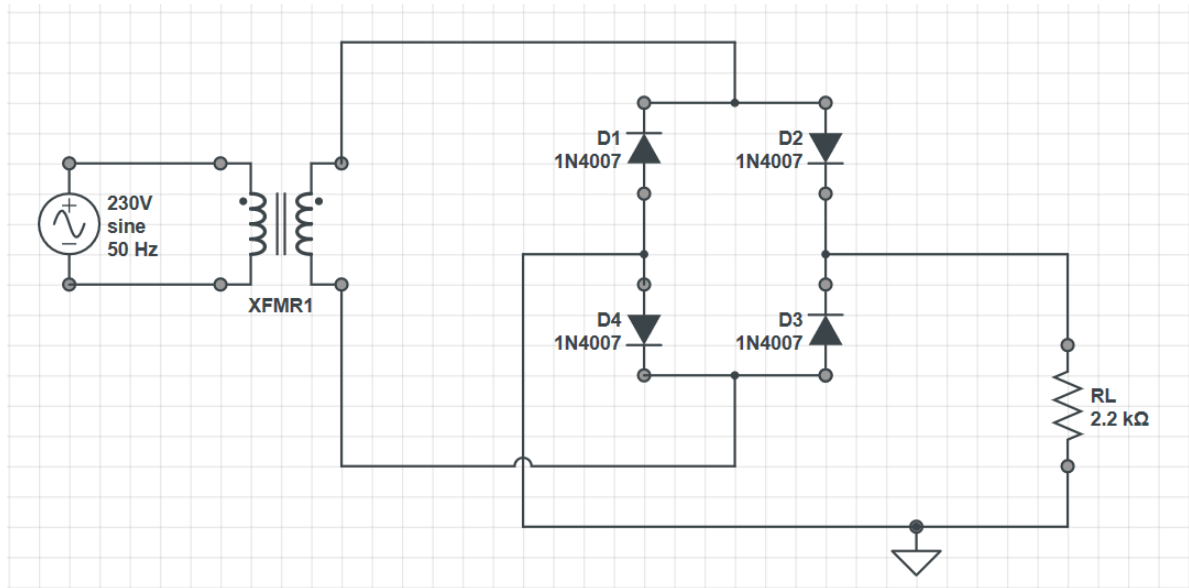 D1
1N4007
D2
1N4007
230V
sine
50 Hz
XFMR1
D4
1N4007
D3
1N4007
RL
2.2 kΩ